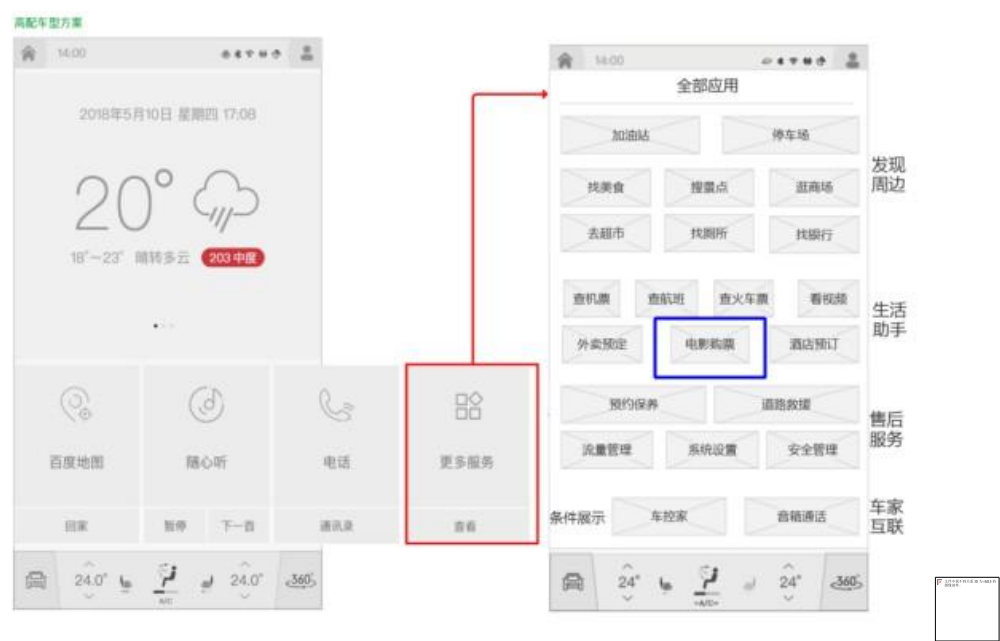 高配车型方案
14:00
2018年5月10日 星期四 17:08
20°
18°~23° 晴转多云 203 中度
百度地图 随心听 电话 更多服务
回家 暂停 下一首 通讯录 查看
24.0° 24.0° 360°
A/C
14:00
全部应用
加油站 停车场
发现
周边
找美食 搜景点 逛商场
去超市 找厕所 找银行
查机票 查航班 查火车票 看视频
生活
助手
外卖预定 电影购票 酒店预订
预约保养 道路救援
售后
服务
流量管理 系统设置 安全管理
车家
互联
条件展示 车控家 音箱通话
24° 24° 360°
-A/C+